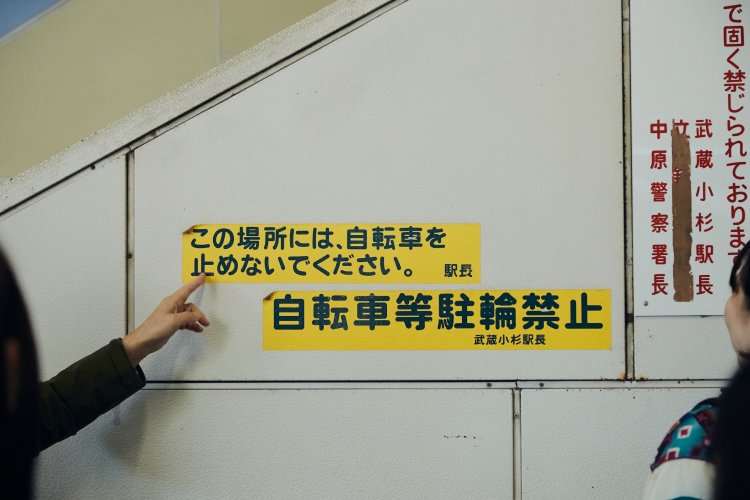 この場所には、自転車を
止めないでください。 駅長
自転車等駐輪禁止
武蔵小杉駅長
で固く禁じられております
武蔵小杉駅長
中原警察署長